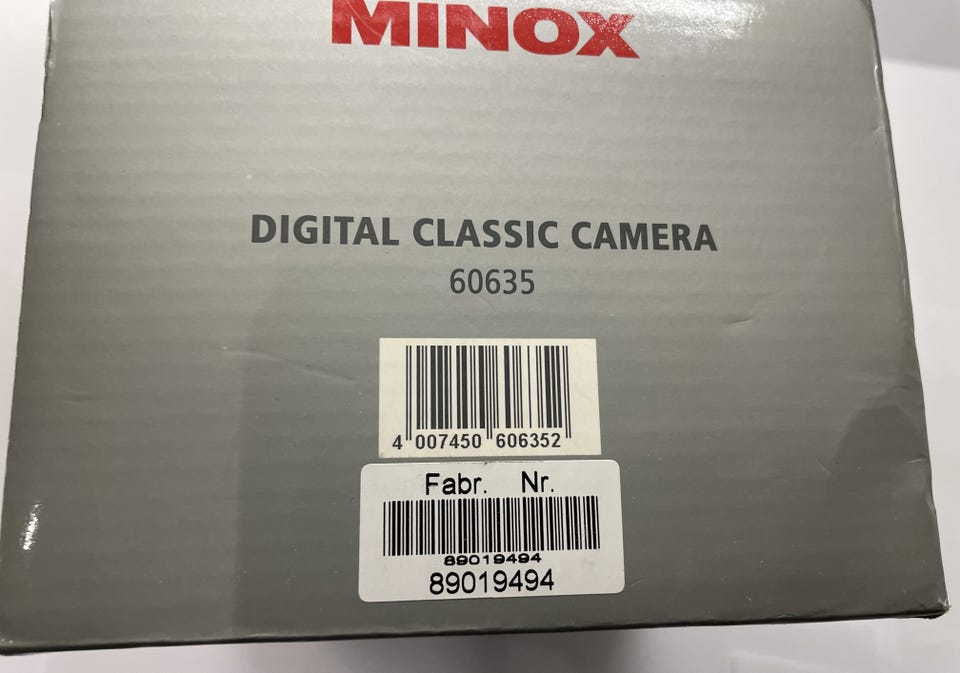 MINOX
DIGITAL CLASSIC CAMERA
60635
4 007450 606352
Fabr. Nr.
89019494
89019494